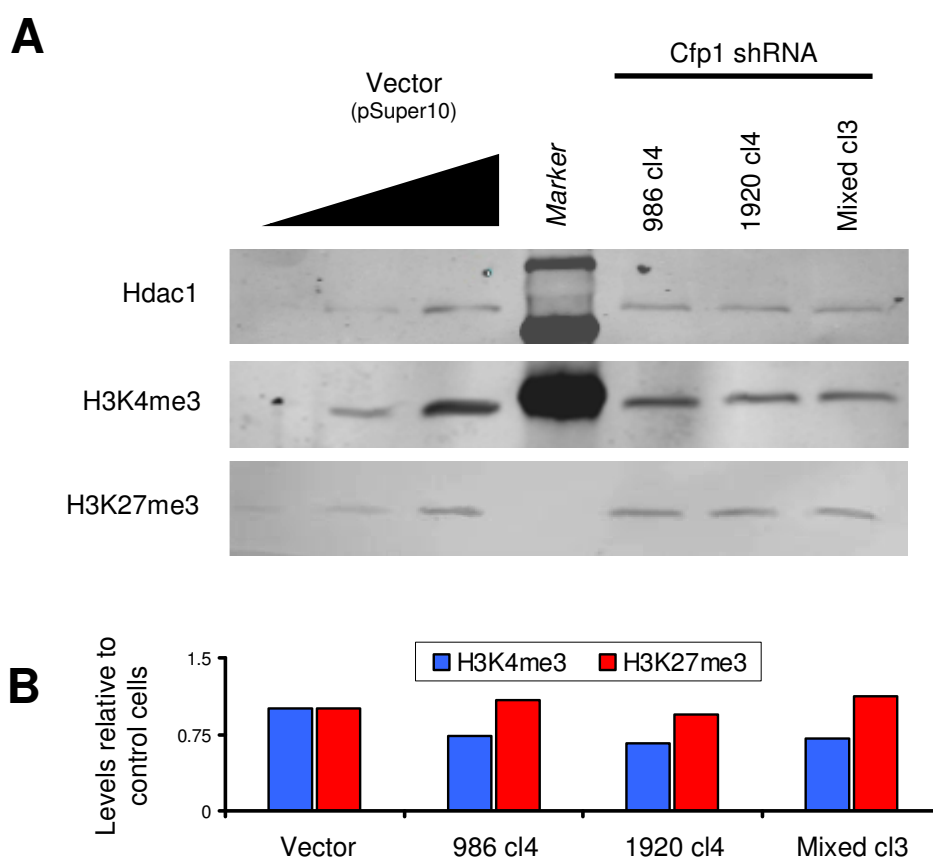 A
Vector
(pSuper10)
Marker
Cfp1 shRNA
986 cl4
1920 cl4
Mixed cl3
Hdac1
H3K4me3
H3K27me3
B
Levels relative to
control cells
1.5
0.75
0
H3K4me3
H3K27me3
Vector
986 cl4
1920 cl4
Mixed cl3